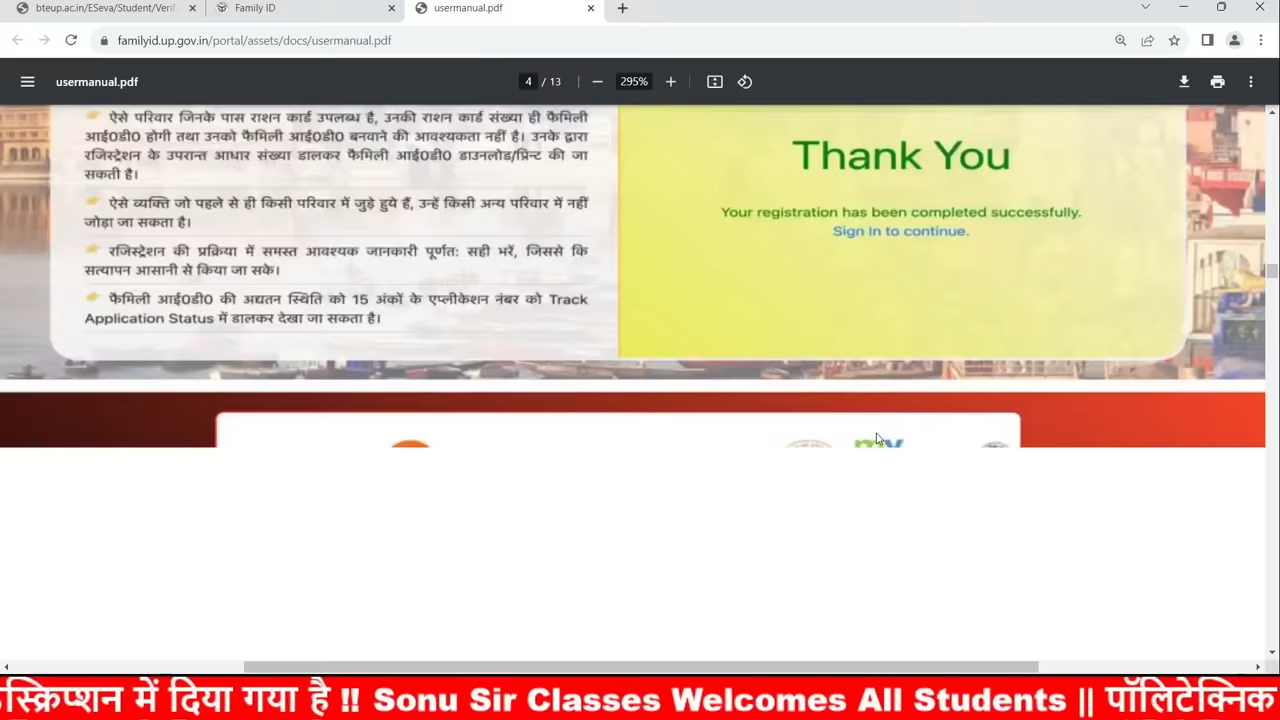 bteup.ac.in/ESeva/Student/Verif
Family ID
usermanual.pdf
familyid.up.gov.in/portal/assets/docs/usermanual.pdf
usermanual.pdf
4 / 13
295%
ऐसे परिवार जिनके पास राशन कार्ड उपलब्ध है, उनकी राशन कार्ड संख्या ही फैमिली
आई0डी0 होगी तथा उनको फैमिली आई0डी0 बनवाने की आवश्यकता नहीं है। उनके द्वारा
रजिस्ट्रेशन के उपरान्त आधार संख्या डालकर फैमिली आई0डी0 डाउनलोड/प्रिन्ट की जा
सकती है।
ऐसे व्यक्ति जो पहले से ही किसी परिवार में जुड़े हुये हैं, उन्हें किसी अन्य परिवार में नहीं
जोड़ा जा सकता है।
रजिस्ट्रेशन की प्रक्रिया में समस्त आवश्यक जानकारी पूर्णत: सही भरें, जिससे कि
सत्यापन आसानी से किया जा सके।
फैमिली आई0डी0 की अद्यतन स्थिति को 15 अंकों के एप्लीकेशन नंबर को Track
Application Status में डालकर देखा जा सकता है।
Thank You
Your registration has been completed successfully.
Sign In to continue.
स्क्रिप्शन में दिया गया है !! Sonu Sir Classes Welcomes All Students || पॉलिटेक्निक